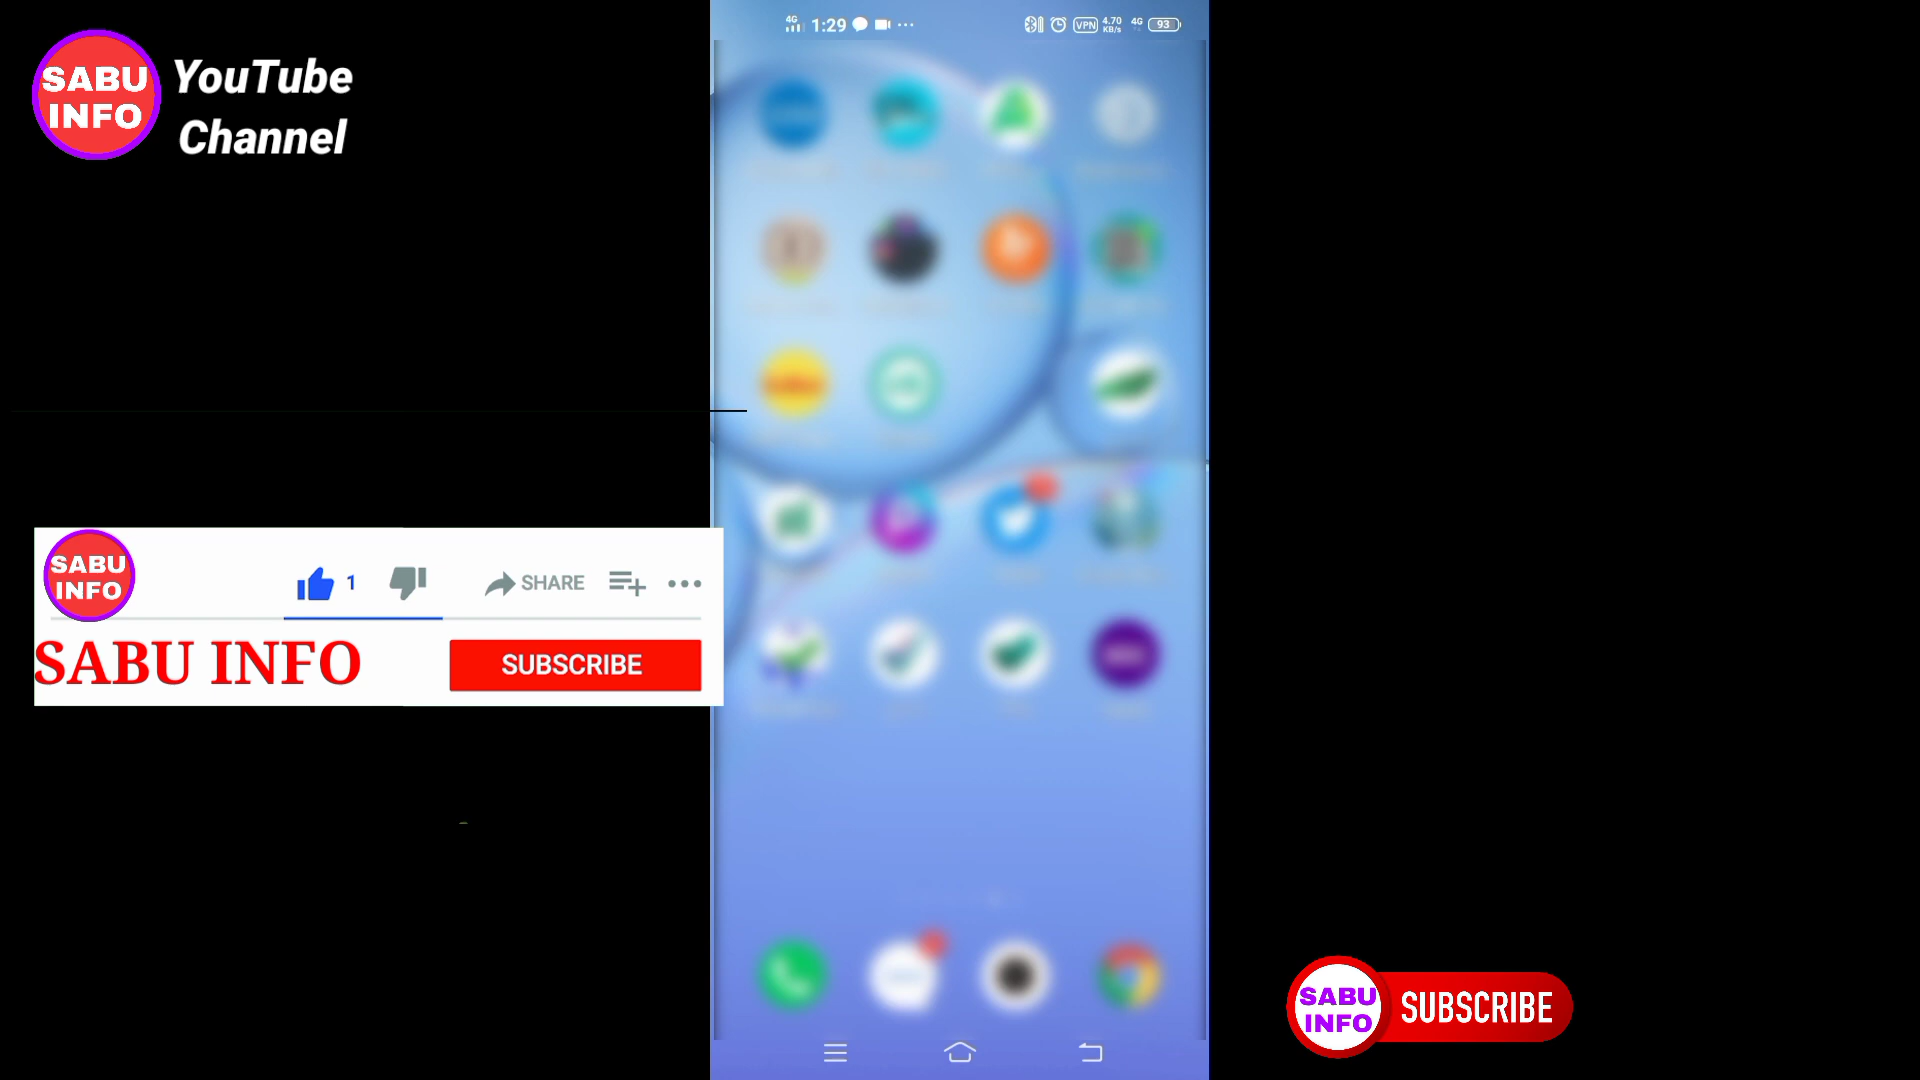 SABU
INFO
YouTube
Channel
4G 1:29 ...
VPN 4.70 KB/s 4G 93
SABU
INFO
1
SHARE
SABU INFO
SUBSCRIBE
SABU
INFO
SUBSCRIBE